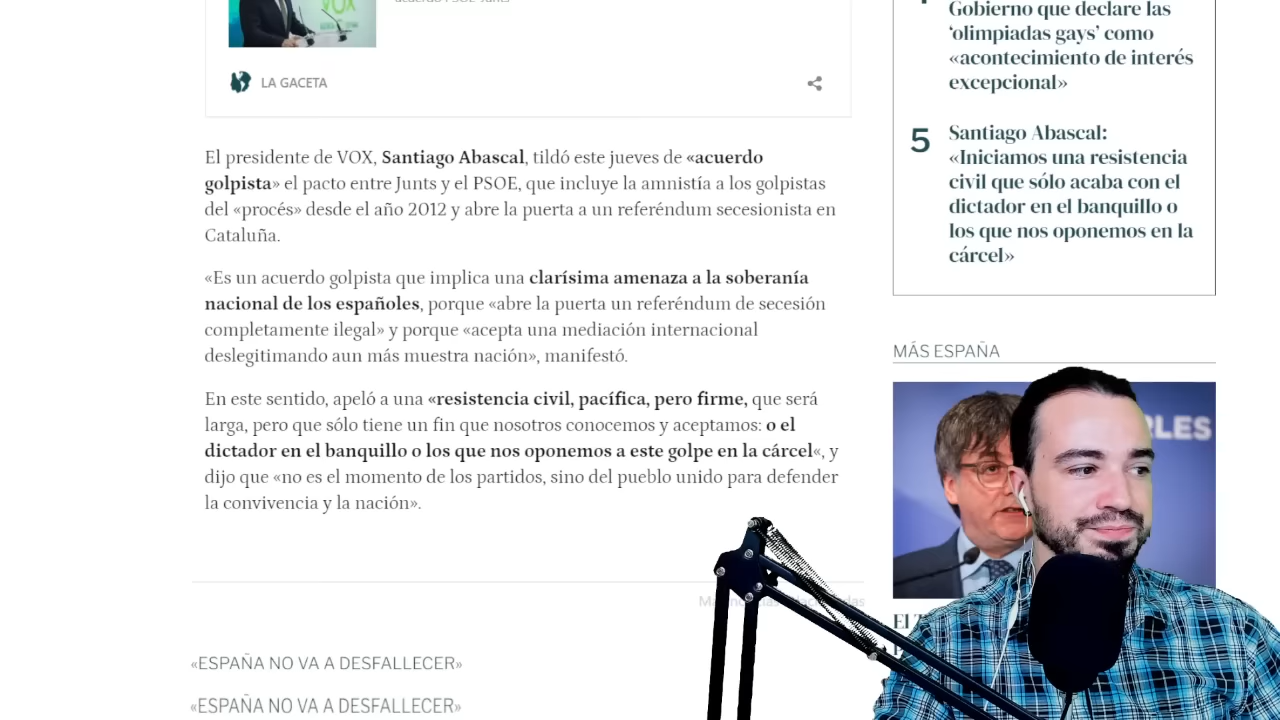 VOX
acuerdo PSOE-Junts
LA GACETA
El presidente de VOX, Santiago Abascal, tildó este jueves de «acuerdo
golpista» el pacto entre Junts y el PSOE, que incluye la amnistía a los golpistas
del «procés» desde el año 2012 y abre la puerta a un referéndum secesionista en
Cataluña.
«Es un acuerdo golpista que implica una clarísima amenaza a la soberanía
nacional de los españoles, porque «abre la puerta un referéndum de secesión
completamente ilegal» y porque «acepta una mediación internacional
deslegitimando aun más muestra nación», manifestó.
En este sentido, apeló a una «resistencia civil, pacífica, pero firme, que será
larga, pero que sólo tiene un fin que nosotros conocemos y aceptamos: o el
dictador en el banquillo o los que nos oponemos a este golpe en la cárcel«, y
dijo que «no es el momento de los partidos, sino del pueblo unido para defender
la convivencia y la nación».
«ESPAÑA NO VA A DESFALLECER»
«ESPAÑA NO VA A DESFALLECER»
Gobierno que declare las
‘olimpiadas gays’ como
«acontecimiento de interés
excepcional»
5
Santiago Abascal:
«Iniciamos una resistencia
civil que sólo acaba con el
dictador en el banquillo o
los que nos oponemos en la
cárcel»
MÁS ESPAÑA
RLES
El